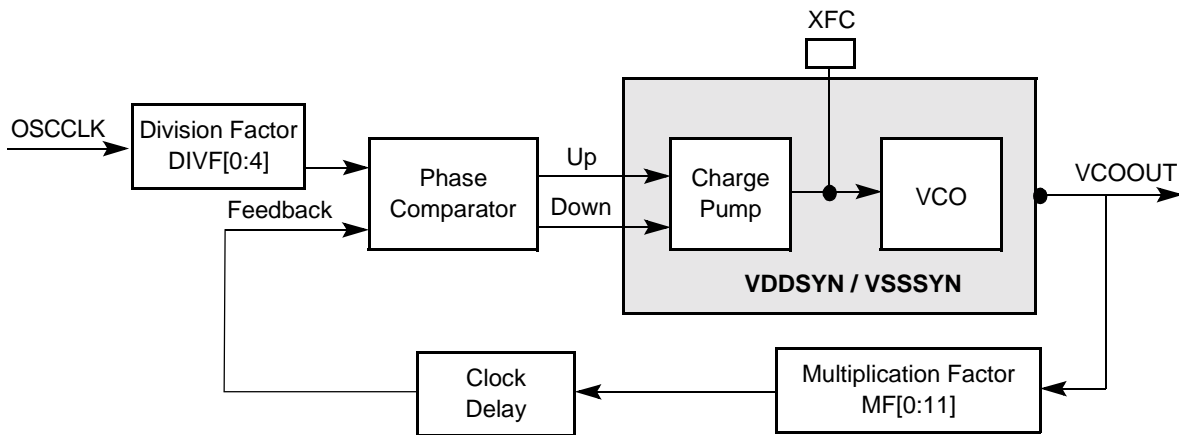 XFC
OSCCLK
Division Factor
DIVF[0:4]
Feedback
Phase
Comparator
Up
Down
Charge
Pump
VCO
VCOOUT
VDDSYN / VSSSYN
Clock
Delay
Multiplication Factor
MF[0:11]